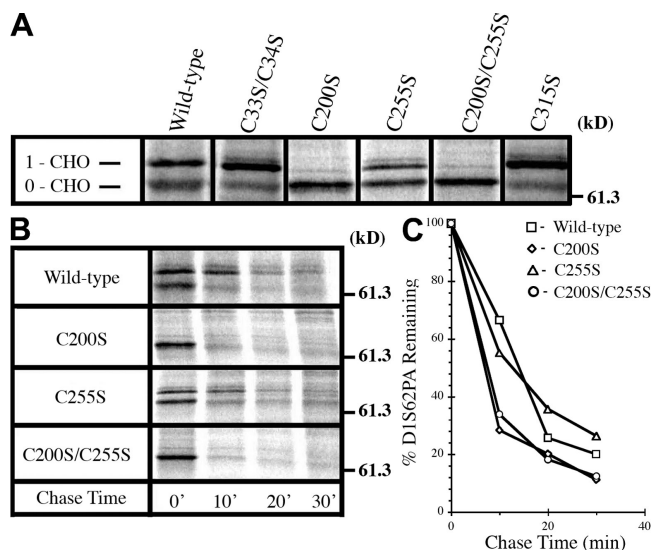 A
Wild-type
C33S/C34S
C200S
C255S
C200S/C255S
C315S
(kD)
1 - CHO
0 - CHO
61.3
B
(kD)
Wild-type
61.3
C200S
61.3
C255S
61.3
C200S/C255S
61.3
Chase Time 0’ 10’ 20’ 30’
C
% D1S62PA Remaining
100
80
60
40
20
0
0 20 40
Chase Time (min)
- Wild-type
- C200S
- C255S
- C200S/C255S